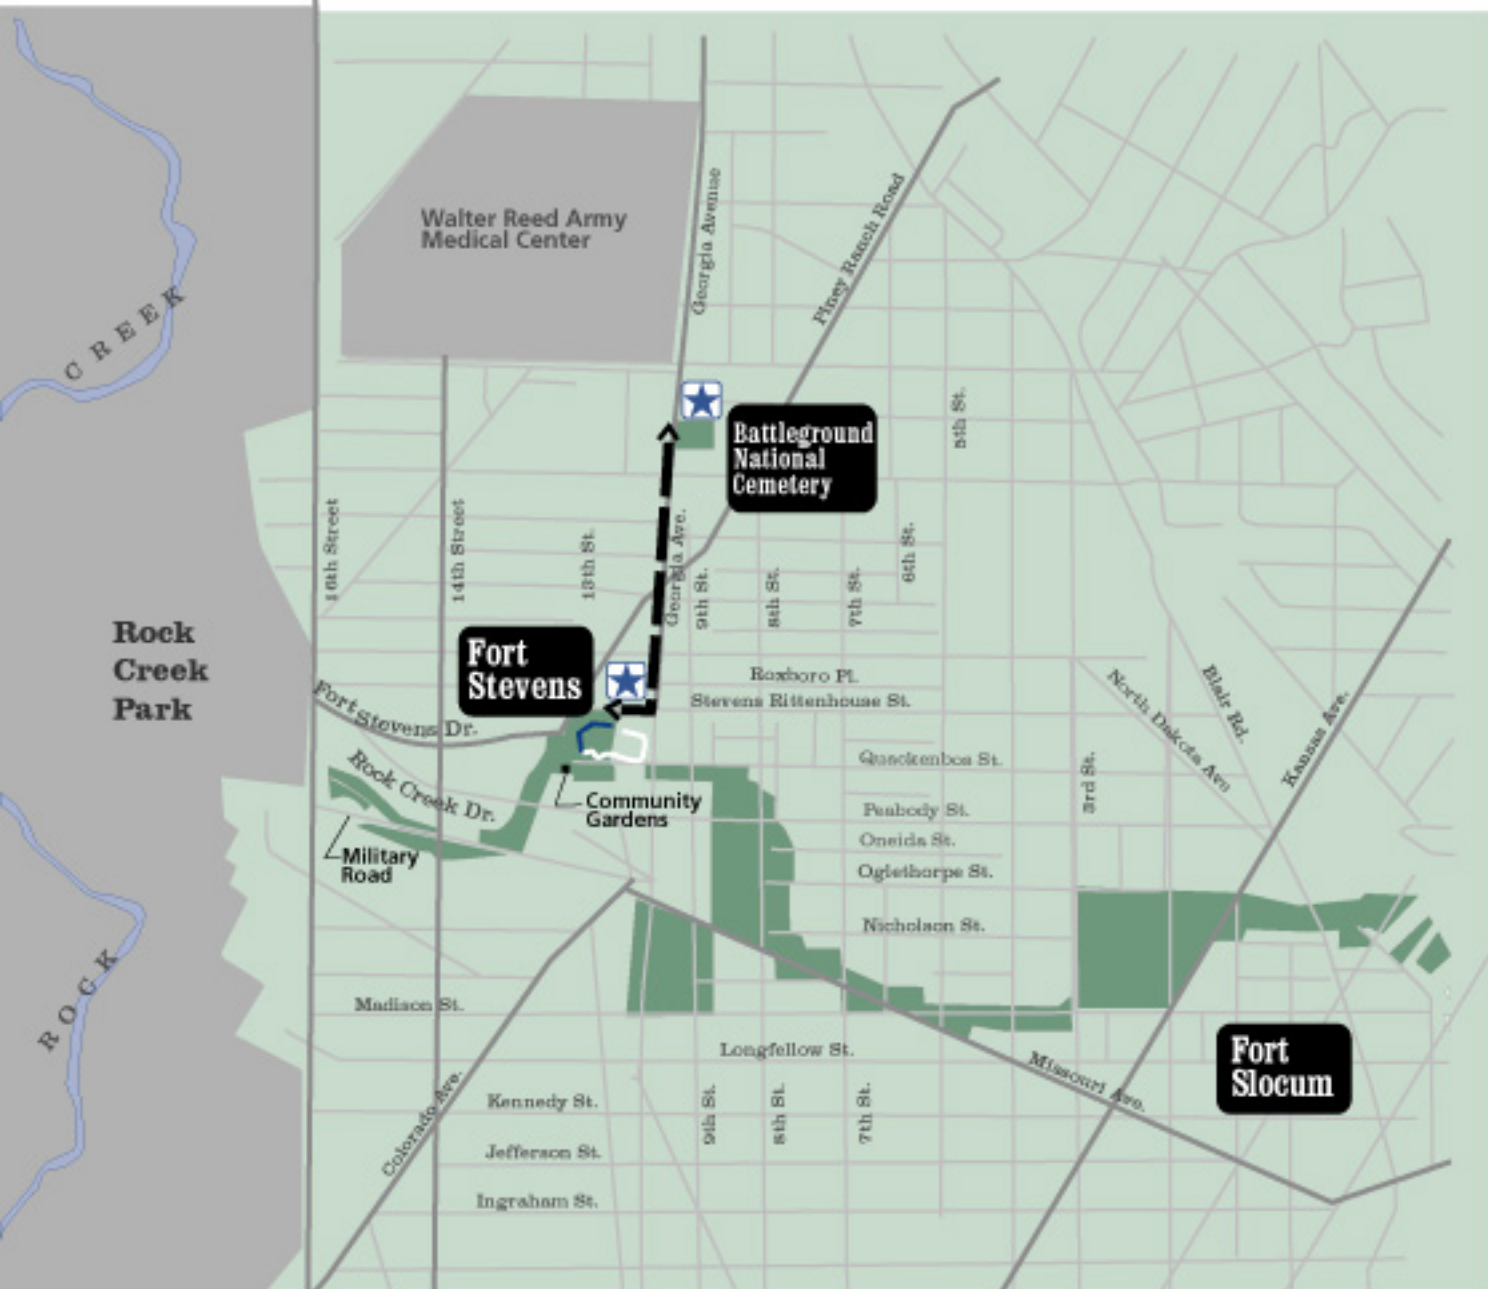 Walter Reed Army
Medical Center
Georgia Avenue
Piney Ranch Road
CREEK
Battleground
National
Cemetery
5th St.
16th Street
14th Street
13th St.
Georgia Ave.
9th St.
8th St.
7th St.
6th St.
Rock
Creek
Park
Fort
Stevens
Roxboro Pl.
Stevens Rittenhouse St.
Fort Stevens Dr.
Blair Rd.
North Dakota Ave
Kansas Ave.
Quackenbos St.
3rd St.
Rock Creek Dr.
Community
Gardens
Peabody St.
Oneida St.
Military
Road
Oglethorpe St.
Nicholson St.
ROCK
Madison St.
Longfellow St.
Fort
Slocum
Missouri Ave.
Colorado Ave.
Kennedy St.
9th St.
8th St.
7th St.
Jefferson St.
Ingraham St.